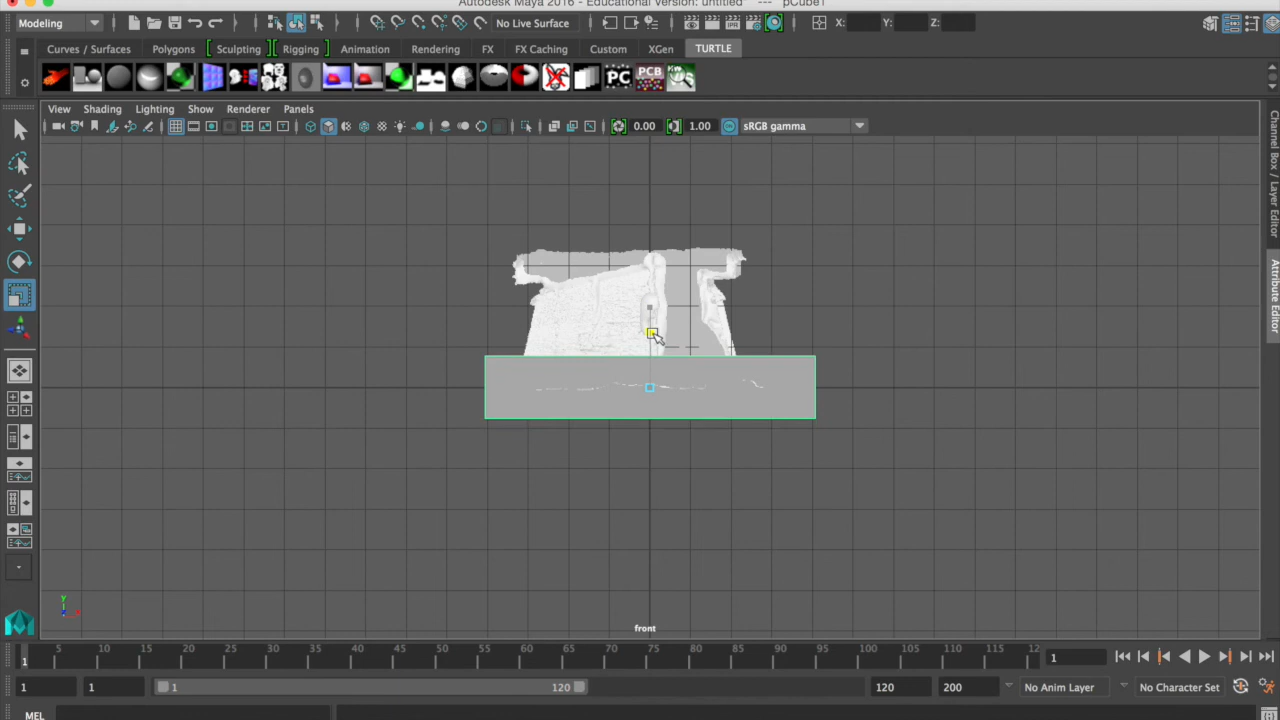 Autodesk Maya 2016 - Educational Version: untitled* --- pCube1
Modeling
No Live Surface
X:
Y:
Z:
Curves / Surfaces
Polygons
Sculpting
Rigging
Animation
Rendering
FX
FX Caching
Custom
XGen
TURTLE
PC
PCB
View
Shading
Lighting
Show
Renderer
Panels
0.00
1.00
sRGB gamma
Channel Box / Layer Editor
Attribute Editor
y
front
5 10 15 20 25 30 35 40 45 50 55 60 65 70 75 80 85 90 95 100 105 110 115 12
1
1
1
1
1
120
120
200
No Anim Layer
No Character Set
MEL